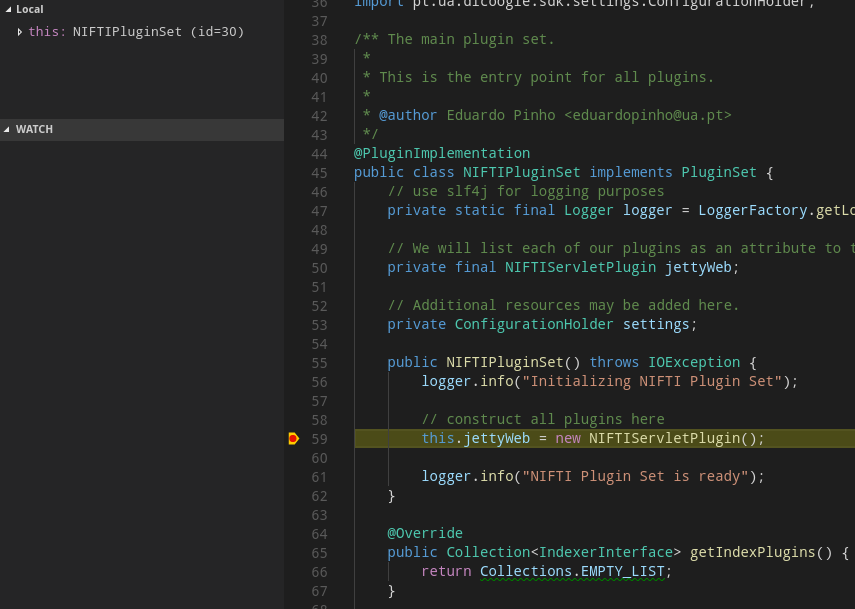 Local
this: NIFTIPluginSet (id=30)
WATCH
36 import pt.ua.dicoogle.sdk.settings.ConfigurationHolder;
37
38 /** The main plugin set.
39 *
40 * This is the entry point for all plugins.
41 *
42 * @author Eduardo Pinho <eduardopinho@ua.pt>
43 */
44 @PluginImplementation
45 public class NIFTIPluginSet implements PluginSet {
46 // use slf4j for logging purposes
47 private static final Logger logger = LoggerFactory.getLo
48
49 // We will list each of our plugins as an attribute to t
50 private final NIFTIServletPlugin jettyWeb;
51
52 // Additional resources may be added here.
53 private ConfigurationHolder settings;
54
55 public NIFTIPluginSet() throws IOException {
56 logger.info("Initializing NIFTI Plugin Set");
57
58 // construct all plugins here
59 this.jettyWeb = new NIFTIServletPlugin();
60
61 logger.info("NIFTI Plugin Set is ready");
62 }
63
64 @Override
65 public Collection<IndexerInterface> getIndexPlugins() {
66 return Collections.EMPTY_LIST;
67 }
68